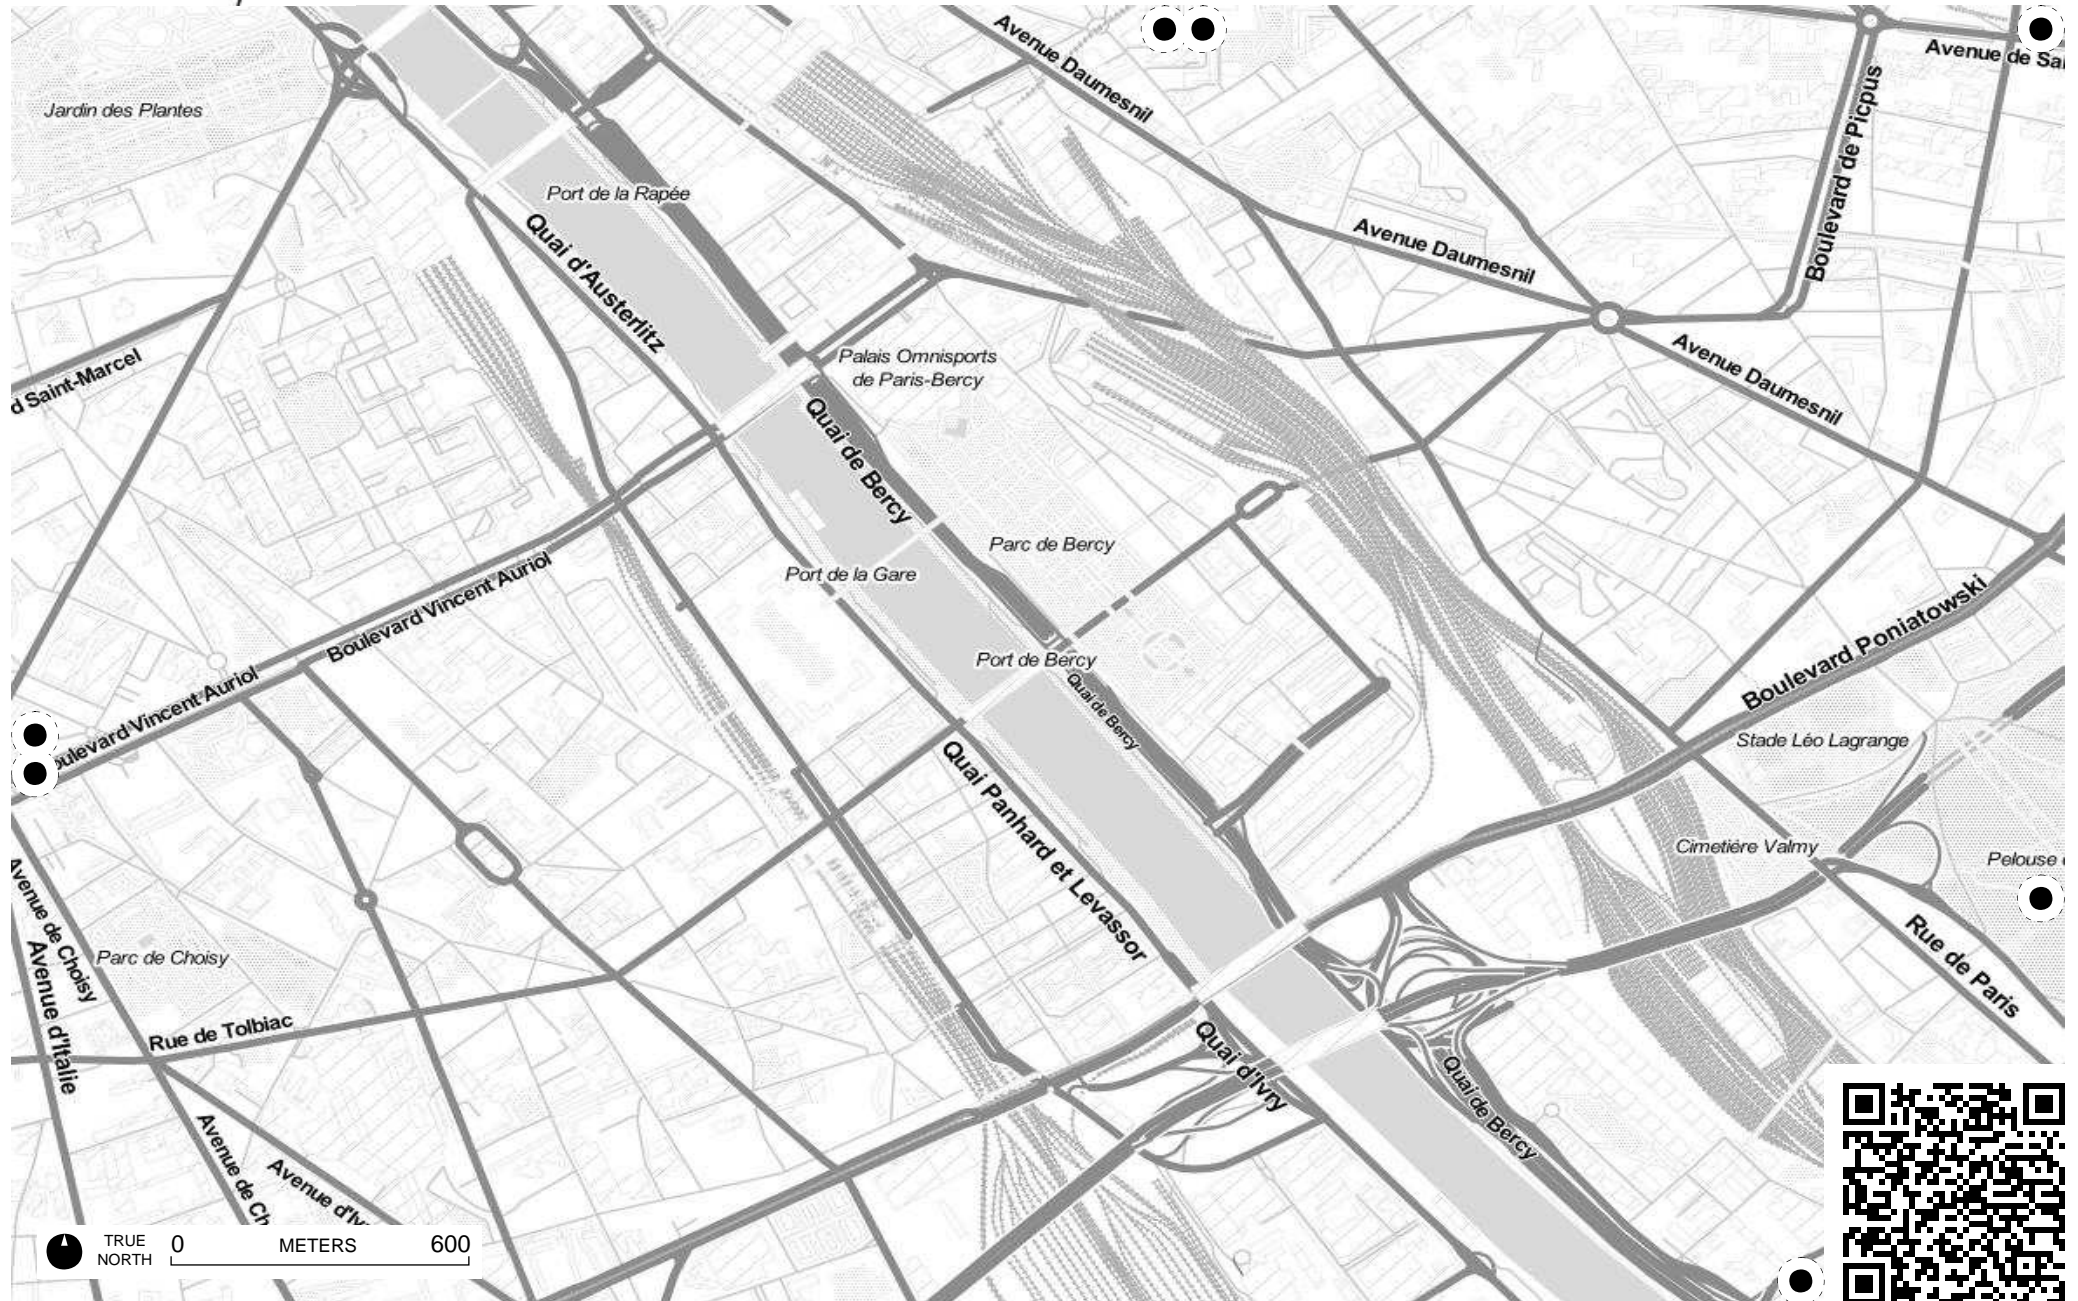 Avenue Daumesnil
Avenue de Sai
Jardin des Plantes
Boulevard de Picpus
Port de la Rapée
Quai d'Austerlitz
Avenue Daumesnil
d Saint-Marcel
Palais Omnisports
de Paris-Bercy
Avenue Daumesnil
Quai de Bercy
Parc de Bercy
Port de la Gare
Boulevard Vincent Auriol
Boulevard Poniatowski
Port de Bercy
Quai de Bercy
oulevard Vincent Auriol
Stade Léo Lagrange
Quai Panhard et Levassor
Cimetière Valmy
Pelouse
Avenue de Choisy
Avenue d'Italie
Parc de Choisy
Rue de Paris
Rue de Tolbiac
Quai d'Ivry
Quai de Bercy
Avenue de Ch
Avenue d'Iv
TRUE
NORTH
0 METERS 600